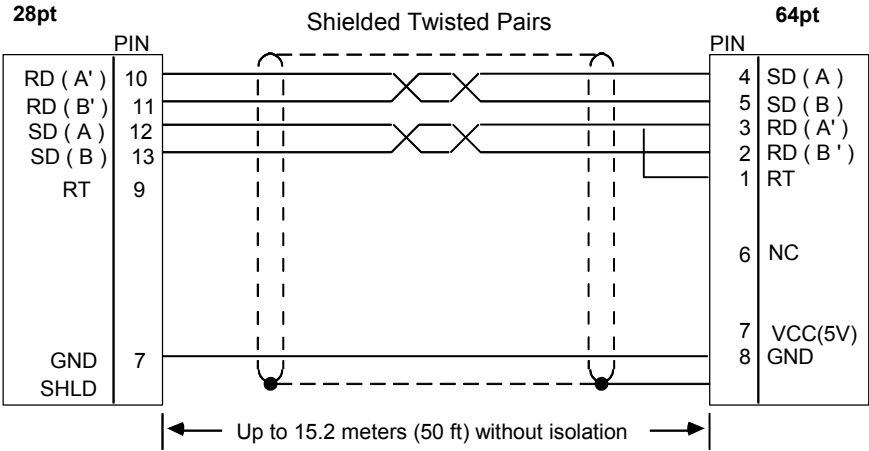 28pt
Shielded Twisted Pairs
64pt
PIN
PIN
RD ( A' ) 10
4 SD ( A )
RD ( B' ) 11
5 SD ( B )
SD ( A ) 12
3 RD ( A' )
SD ( B ) 13
2 RD ( B ' )
RT 9
1 RT
6 NC
7 VCC(5V)
GND 7
8 GND
SHLD
Up to 15.2 meters (50 ft) without isolation